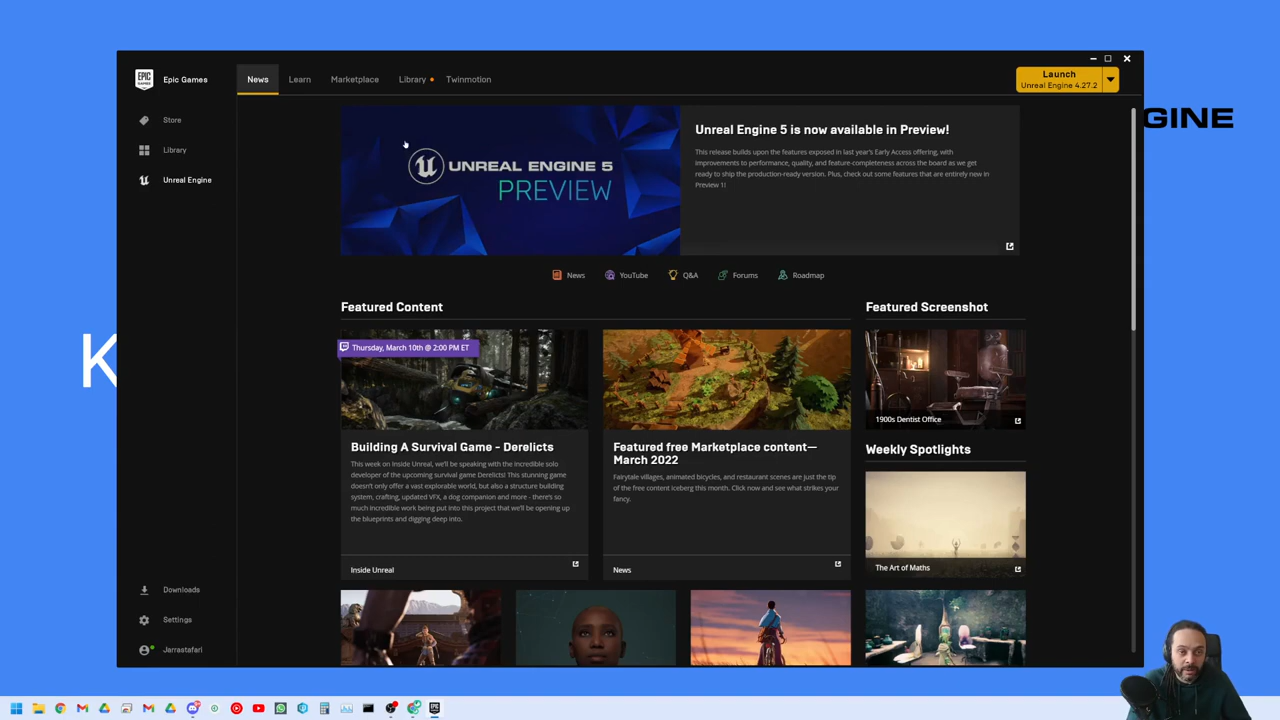 EPIC GAMES
Epic Games
Store
Library
Unreal Engine
News
Learn
Marketplace
Library
Twinmotion
Launch
Unreal Engine 4.27.2
GINE
K
UNREAL ENGINE 5
PREVIEW
Unreal Engine 5 is now available in Preview!
This release builds upon the features exposed in last year's Early Access offering, with
improvements to performance, quality, and feature-completeness across the board as we get
ready to ship the production-ready version. Plus, check out some features that are entirely new in
Preview 1!
News
YouTube
Q&A
Forums
Roadmap
Featured Content
Thursday, March 10th @ 2:00 PM ET
Building A Survival Game - Derelicts
This week on Inside Unreal, we'll be speaking with the incredible solo
developer of the upcoming survival game Derelicts! This stunning game
doesn't only offer a vast explorable world, but also a structure building
system, crafting, updated VFX, a dog companion and more - there's so
much incredible work being put into this project that we'll be opening up
the blueprints and digging deep into.
Inside Unreal
Featured free Marketplace content—
March 2022
Fairytale villages, animated bicycles, and restaurant scenes are just the tip
of the free content iceberg this month. Click now and see what strikes your
fancy.
News
Featured Screenshot
1900s Dentist Office
Weekly Spotlights
The Art of Maths
Downloads
Settings
Jarrastafari